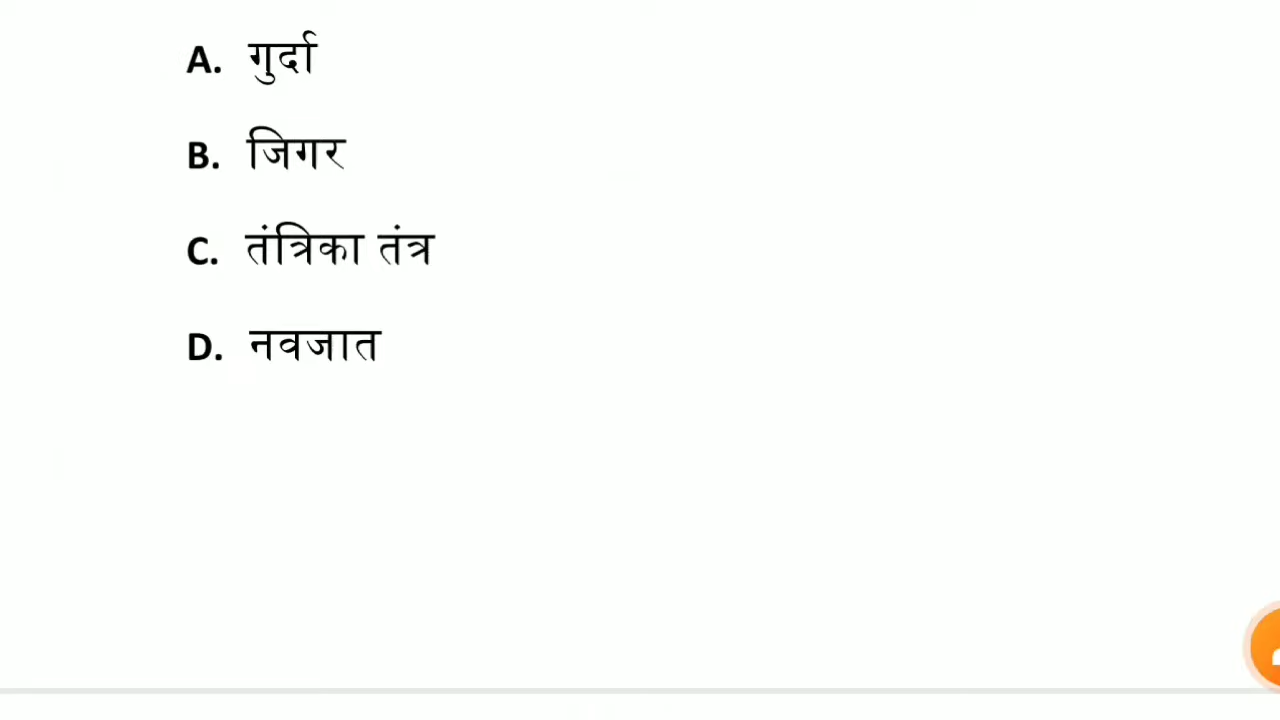 A. गुर्दा
B. जिगर
C. तंत्रिका तंत्र
D. नवजात